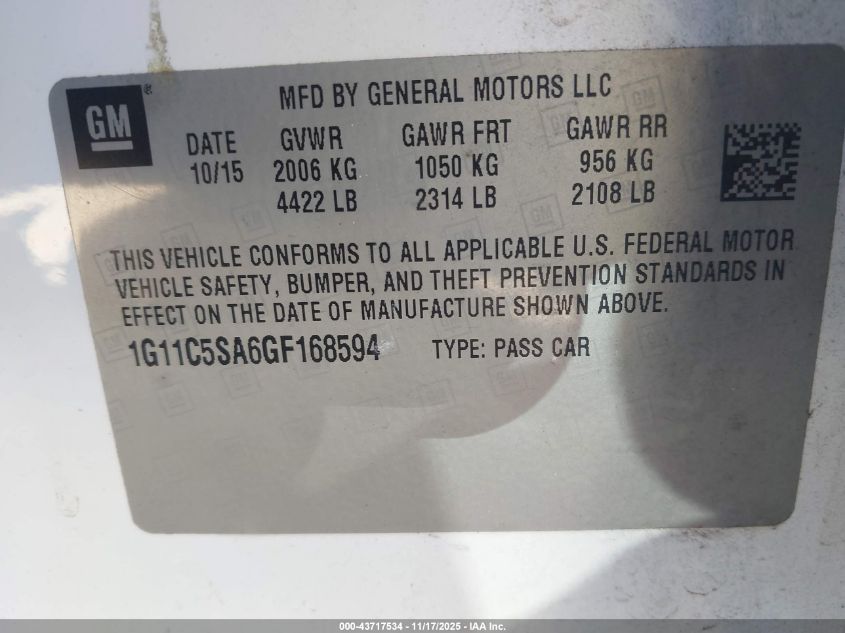 GM ®
MFD BY GENERAL MOTORS LLC
DATE GVWR GAWR FRT GAWR RR
10/15 2006 KG 1050 KG 956 KG
4422 LB 2314 LB 2108 LB
THIS VEHICLE CONFORMS TO ALL APPLICABLE U.S. FEDERAL MOTOR
VEHICLE SAFETY, BUMPER, AND THEFT PREVENTION STANDARDS IN
EFFECT ON THE DATE OF MANUFACTURE SHOWN ABOVE.
1G11C5SA6GF168594 TYPE: PASS CAR
000-43717534 - 11/17/2025 - IAA Inc.